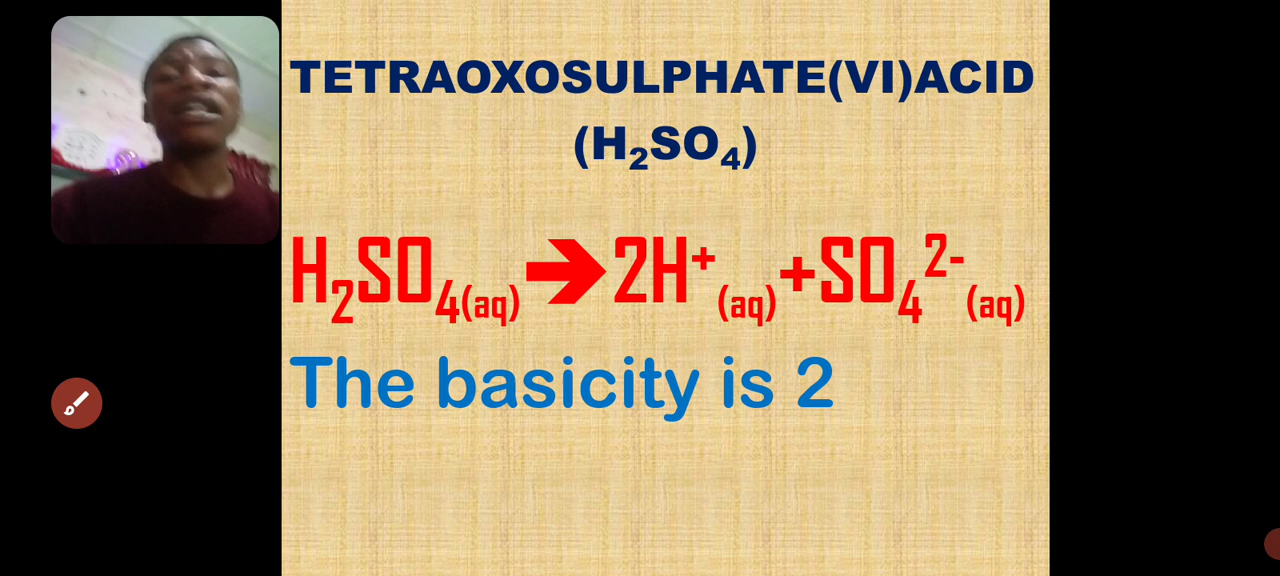 TETRAOXOSULPHATE(VI)ACID
(H₂SO₄)
H₂SO₄(aq)➔2H⁺(aq)+SO₄²⁻(aq)
The basicity is 2